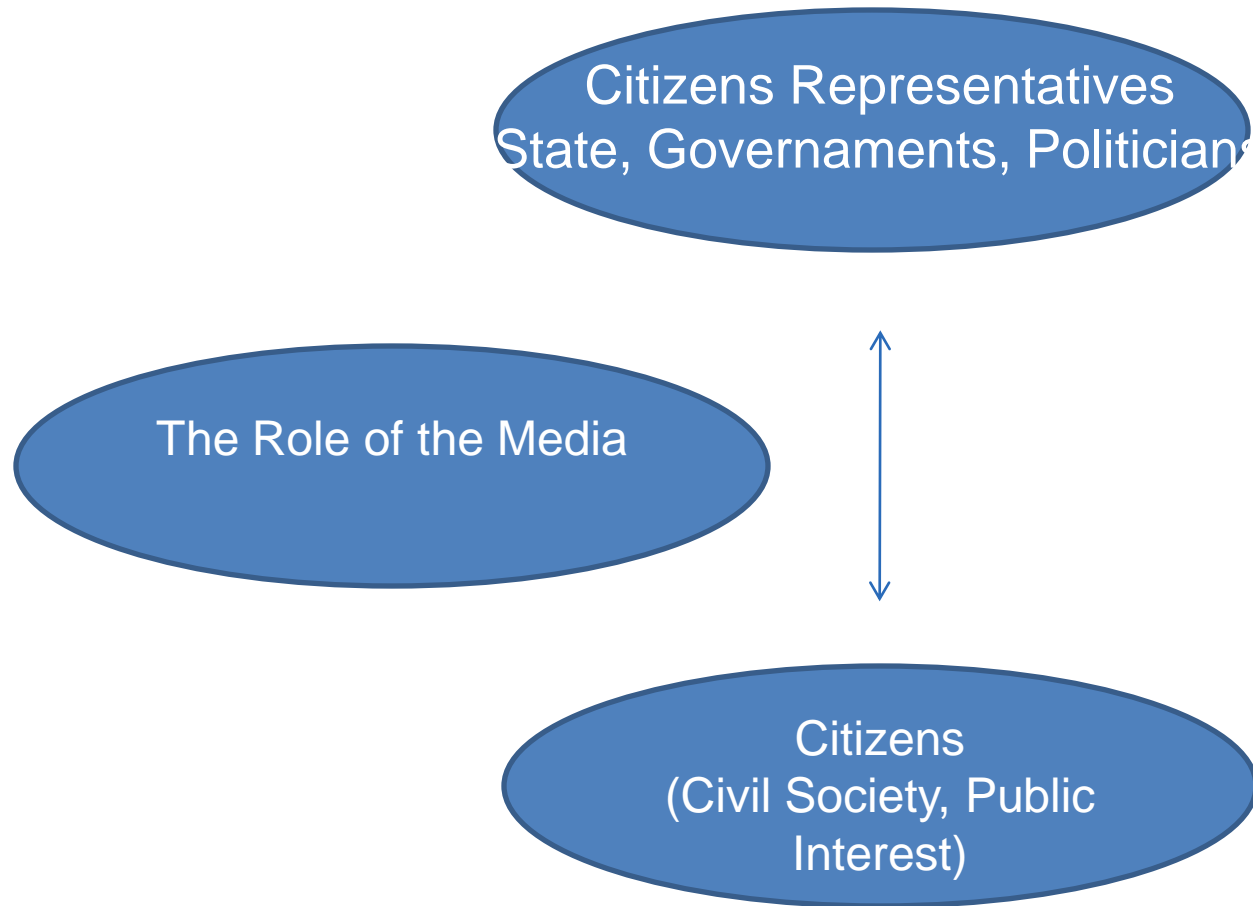 Citizens Representatives
State, Governaments, Politicians
The Role of the Media
Citizens
(Civil Society, Public
Interest)